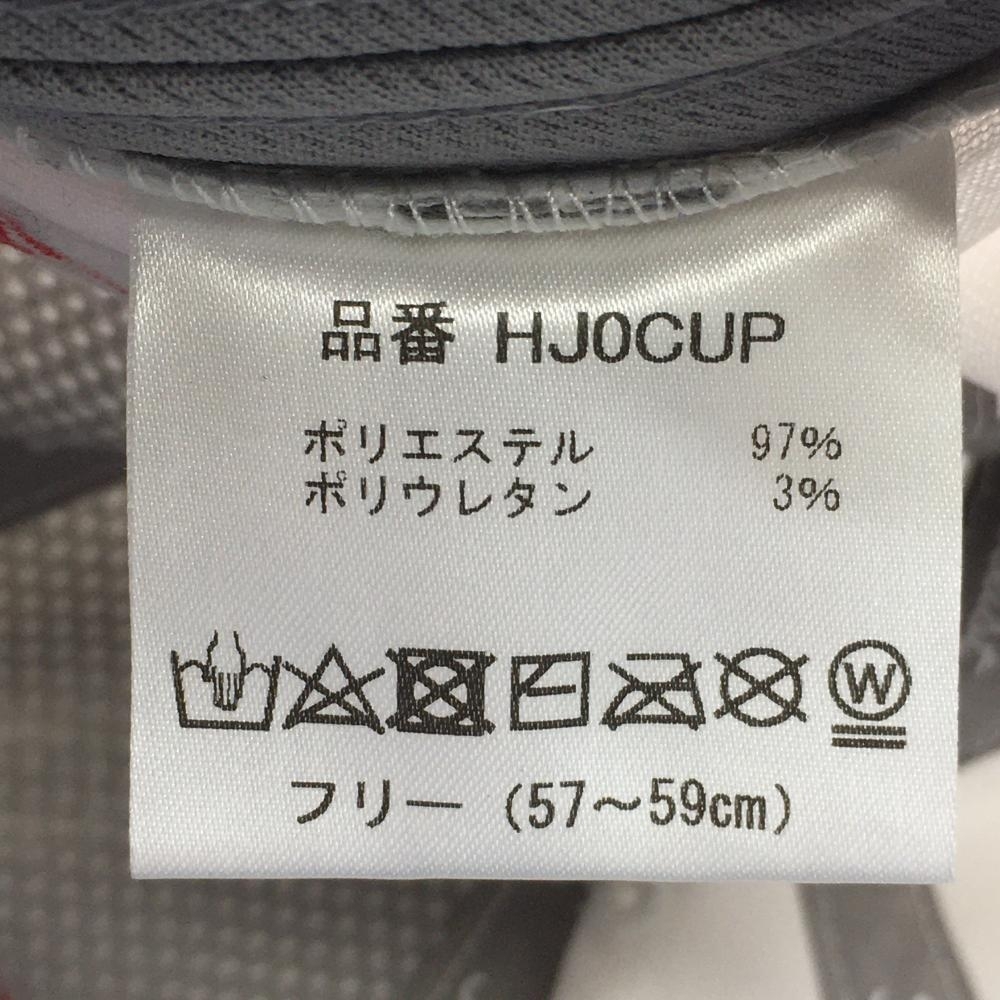 品番 HJ0CUP
ポリエステル 97%
ポリウレタン 3%
W
フリー (57～59cm)